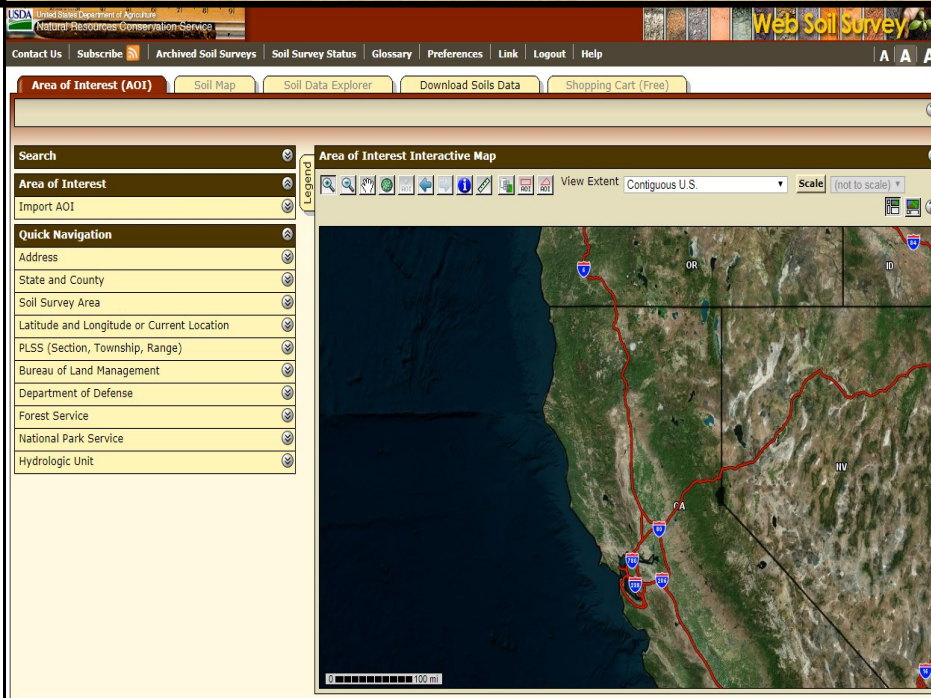 USDA United States Department of Agriculture
Natural Resources Conservation Service
Web Soil Survey
Contact Us | Subscribe | Archived Soil Surveys | Soil Survey Status | Glossary | Preferences | Link | Logout | Help
A A A
Area of Interest (AOI) Soil Map Soil Data Explorer Download Soils Data Shopping Cart (Free)
Search
Area of Interest
Import AOI
Quick Navigation
Address
State and County
Soil Survey Area
Latitude and Longitude or Current Location
PLSS (Section, Township, Range)
Bureau of Land Management
Department of Defense
Forest Service
National Park Service
Hydrologic Unit
Legend
Area of Interest Interactive Map
AOI AOI AOI View Extent Contiguous U.S. Scale (not to scale)
OR
ID
84
NV
CA
80
0 100 mi